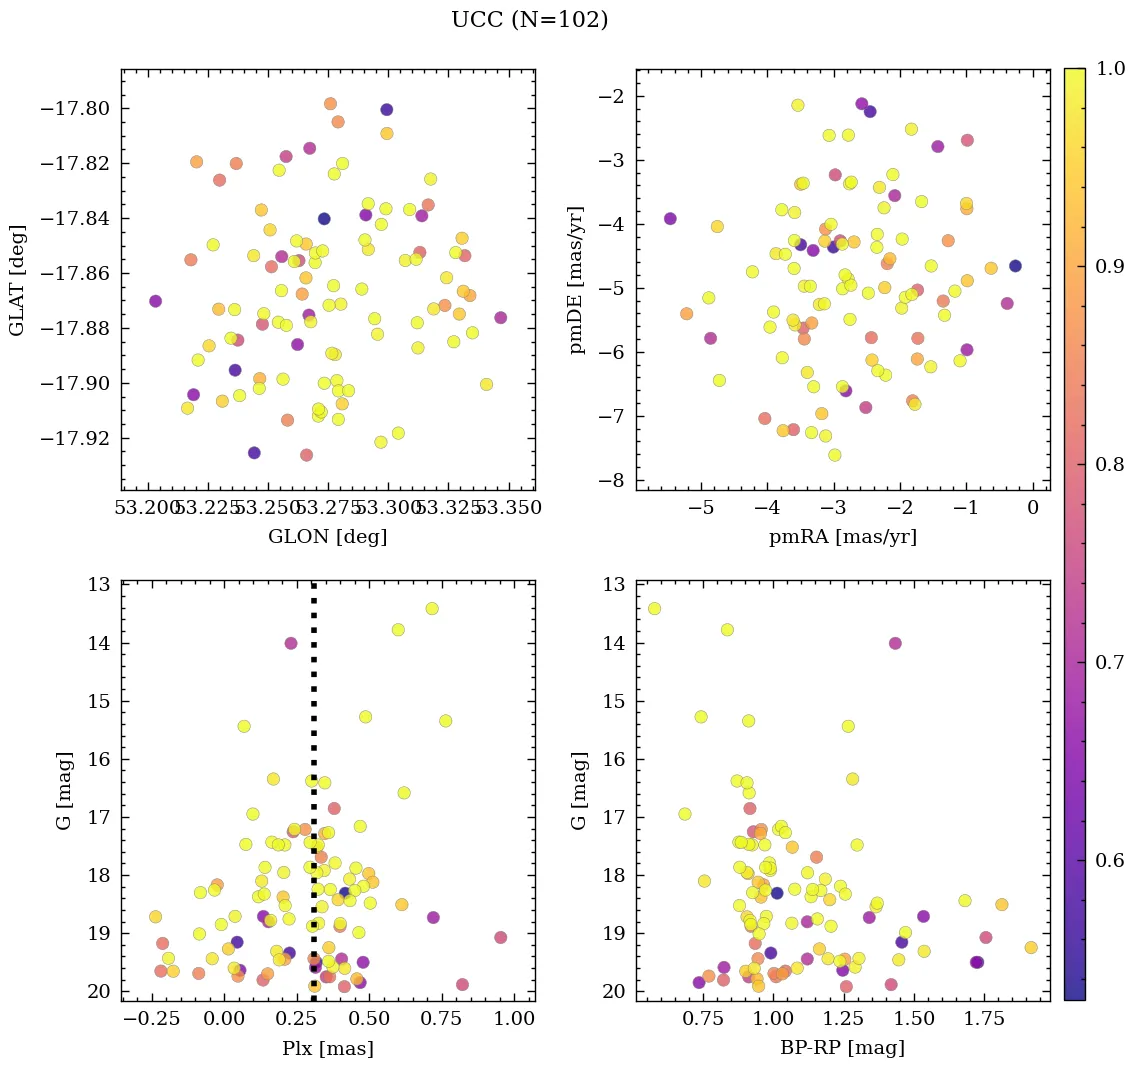 UCC (N=102)
−17.80
−17.82
−17.84
−17.86
−17.88
−17.90
−17.92
GLAT [deg]
53.200 53.225 53.250 53.275 53.300 53.325 53.350
GLON [deg]
−2
−3
−4
−5
−6
−7
−8
pmDE [mas/yr]
−5 −4 −3 −2 −1 0
pmRA [mas/yr]
13
14
15
16
17
18
19
20
G [mag]
−0.25 0.00 0.25 0.50 0.75 1.00
Plx [mas]
13
14
15
16
17
18
19
20
G [mag]
0.75 1.00 1.25 1.50 1.75
BP-RP [mag]
1.0
0.9
0.8
0.7
0.6